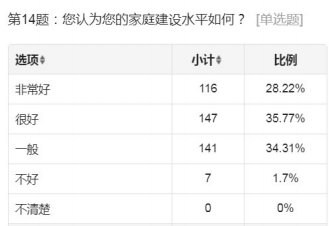 第14题：您认为您的家庭建设水平如何？ [单选题]
选项 小计 比例
非常好 116 28.22%
很好 147 35.77%
一般 141 34.31%
不好 7 1.7%
不清楚 0 0%